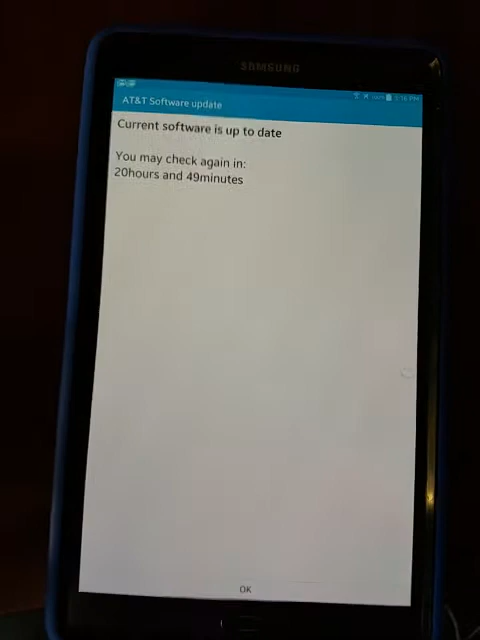 SAMSUNG
AT&T Software update
Current software is up to date
You may check again in:
20hours and 49minutes
OK